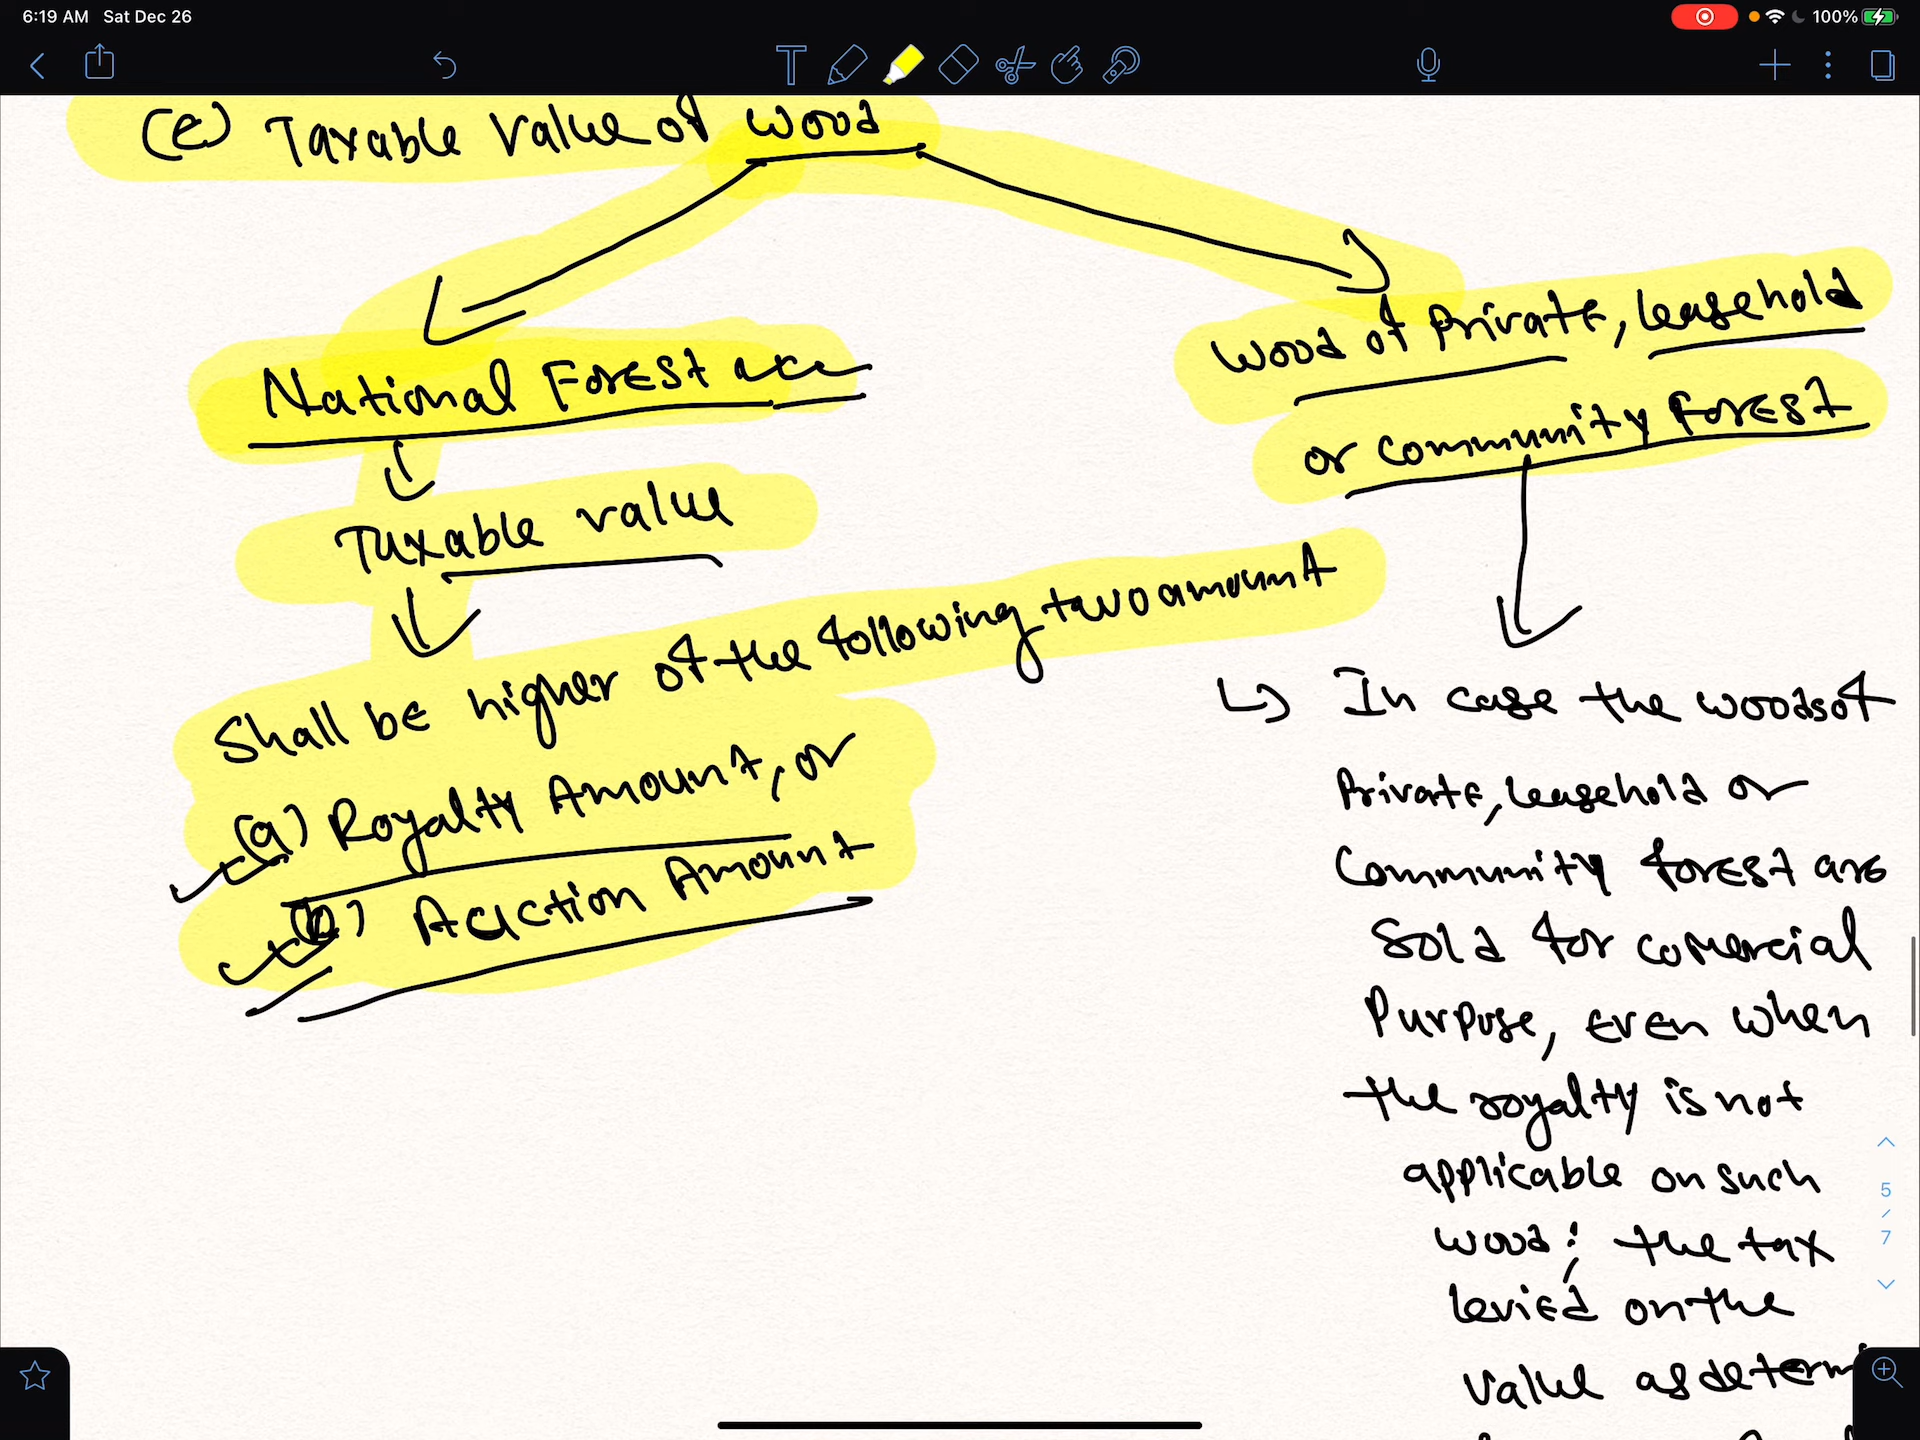 6:19 AM Sat Dec 26
100%
(e) Taxable value of wood
National Forest
Taxable value
Shall be higher of the following two amount
(a) Royalty Amount, or
(b) Auction Amount
wood of private, leasehold
or community Forest
In case the woods of
Private, leasehold or
Community forest are
Sold for comercial
Purpose, even when
the royalty is not
applicable on such
wood; the tax
levied on the
value as determ
5
/
7